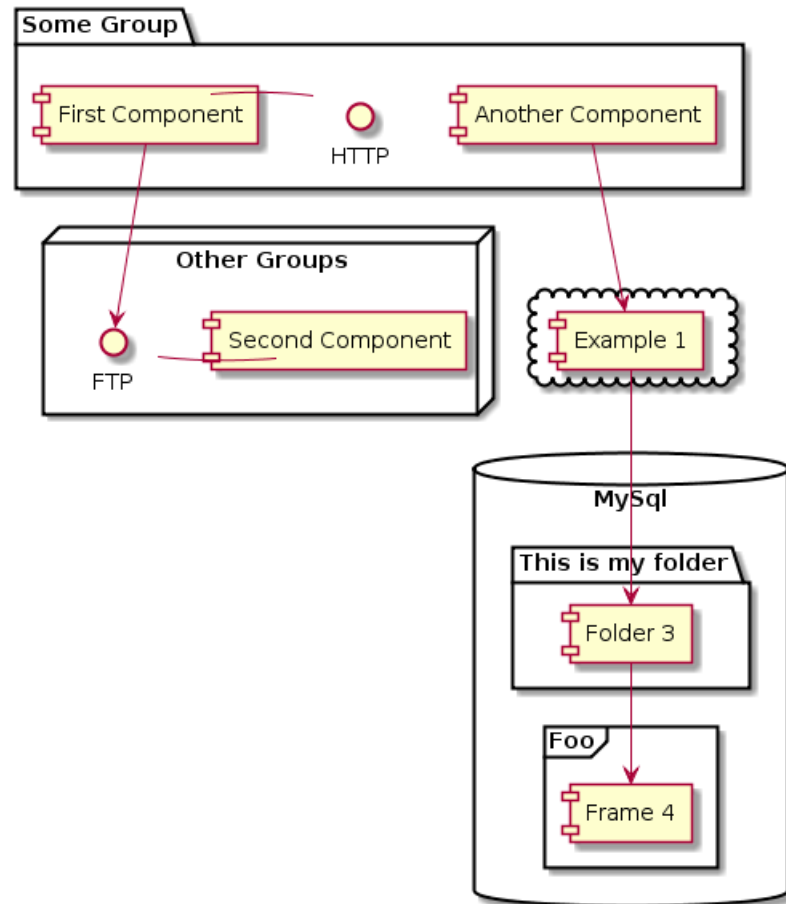 Some Group
First Component
HTTP
Another Component
Other Groups
FTP
Second Component
Example 1
MySql
This is my folder
Folder 3
Foo
Frame 4